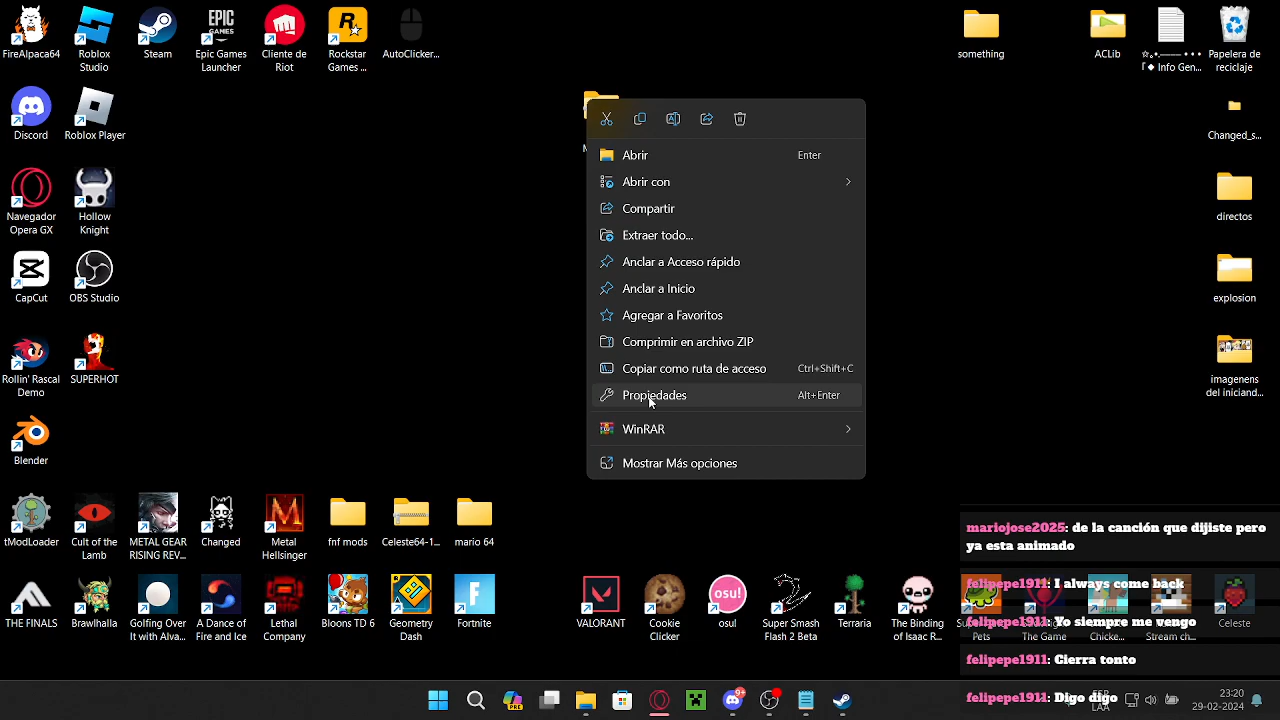 FireAlpaca64
Roblox
Studio
Steam
Epic Games
Launcher
Cliente de
Riot
Rockstar
Games ...
AutoClicker...
something
ACLib
Info Gen...
Papelera de
reciclaje
Discord
Roblox Player
Changed_s...
Navegador
Opera GX
Hollow
Knight
directos
CapCut
OBS Studio
explosion
Rollin' Rascal
Demo
SUPERHOT
imagenes
del iniciand...
Blender
Abrir Enter
Abrir con
Compartir
Extraer todo...
Anclar a Acceso rápido
Anclar a Inicio
Agregar a Favoritos
Comprimir en archivo ZIP
Copiar como ruta de acceso Ctrl+Shift+C
Propiedades Alt+Enter
WinRAR
Mostrar Más opciones
tModLoader
Cult of the
Lamb
METAL GEAR
RISING REV...
Changed
Metal
Hellsinger
fnf mods
Celeste64-1...
mario 64
THE FINALS
Brawlhalla
Golfing Over
It with Alva...
A Dance of
Fire and Ice
Lethal
Company
Bloons TD 6
Geometry
Dash
Fortnite
VALORANT
Cookie
Clicker
osu!
osu!
Super Smash
Flash 2 Beta
Terraria
The Binding
of Isaac R...
Pets
The Game
Chicke...
Stream ch...
Celeste
mariojose2025: de la canción que dijiste pero
ya esta animado
felipepe1911: I always come back
felipepe1911: Yo siempre me vengo
felipepe1911: Cierra tonto
felipepe1911: Digo digo
PRE
9+
ESP
LAA
23:20
29-02-2024